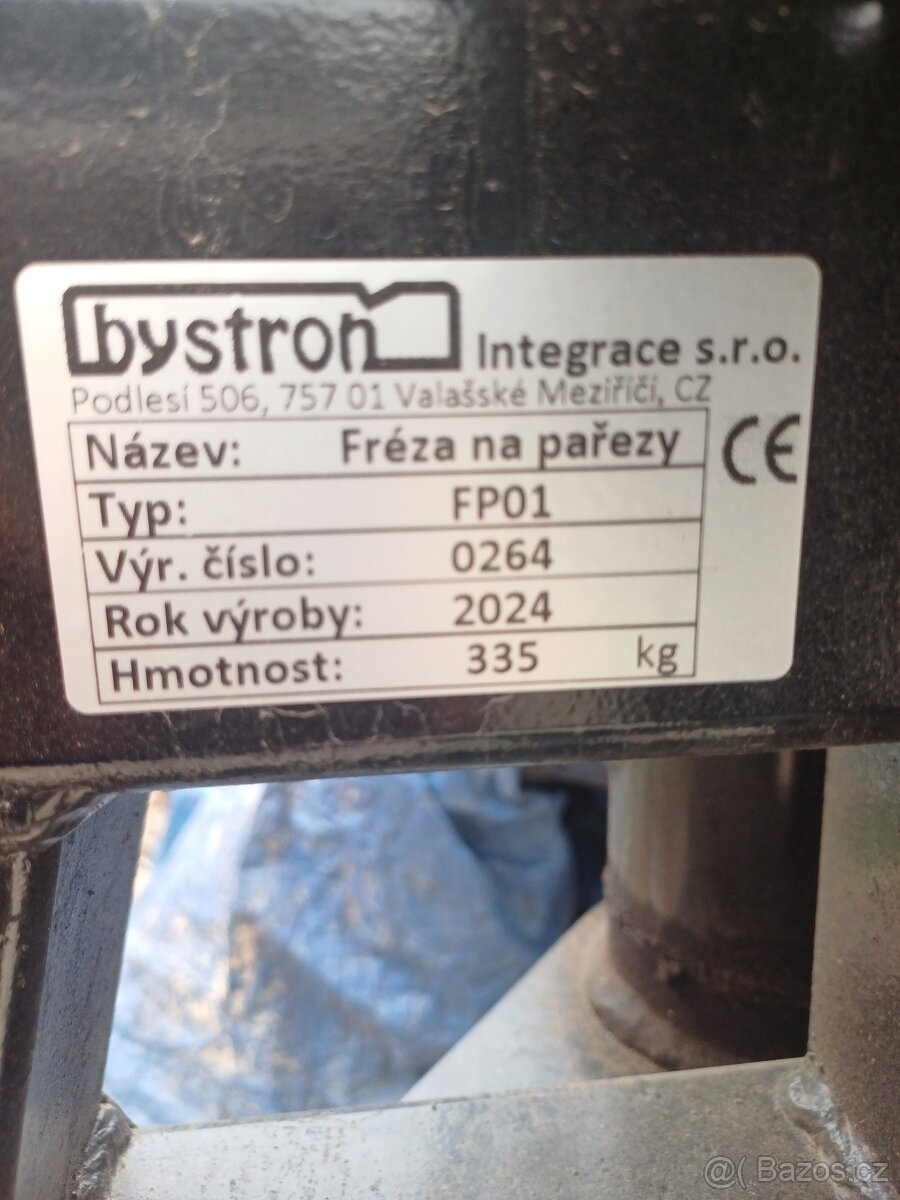 bystroň Integrace s.r.o.
Podlesí 506, 757 01 Valašské Meziříčí, CZ
Název: Fréza na pařezy CE
Typ: FP01
Výr. číslo: 0264
Rok výroby: 2024
Hmotnost: 335 kg
@( Bazos.cz